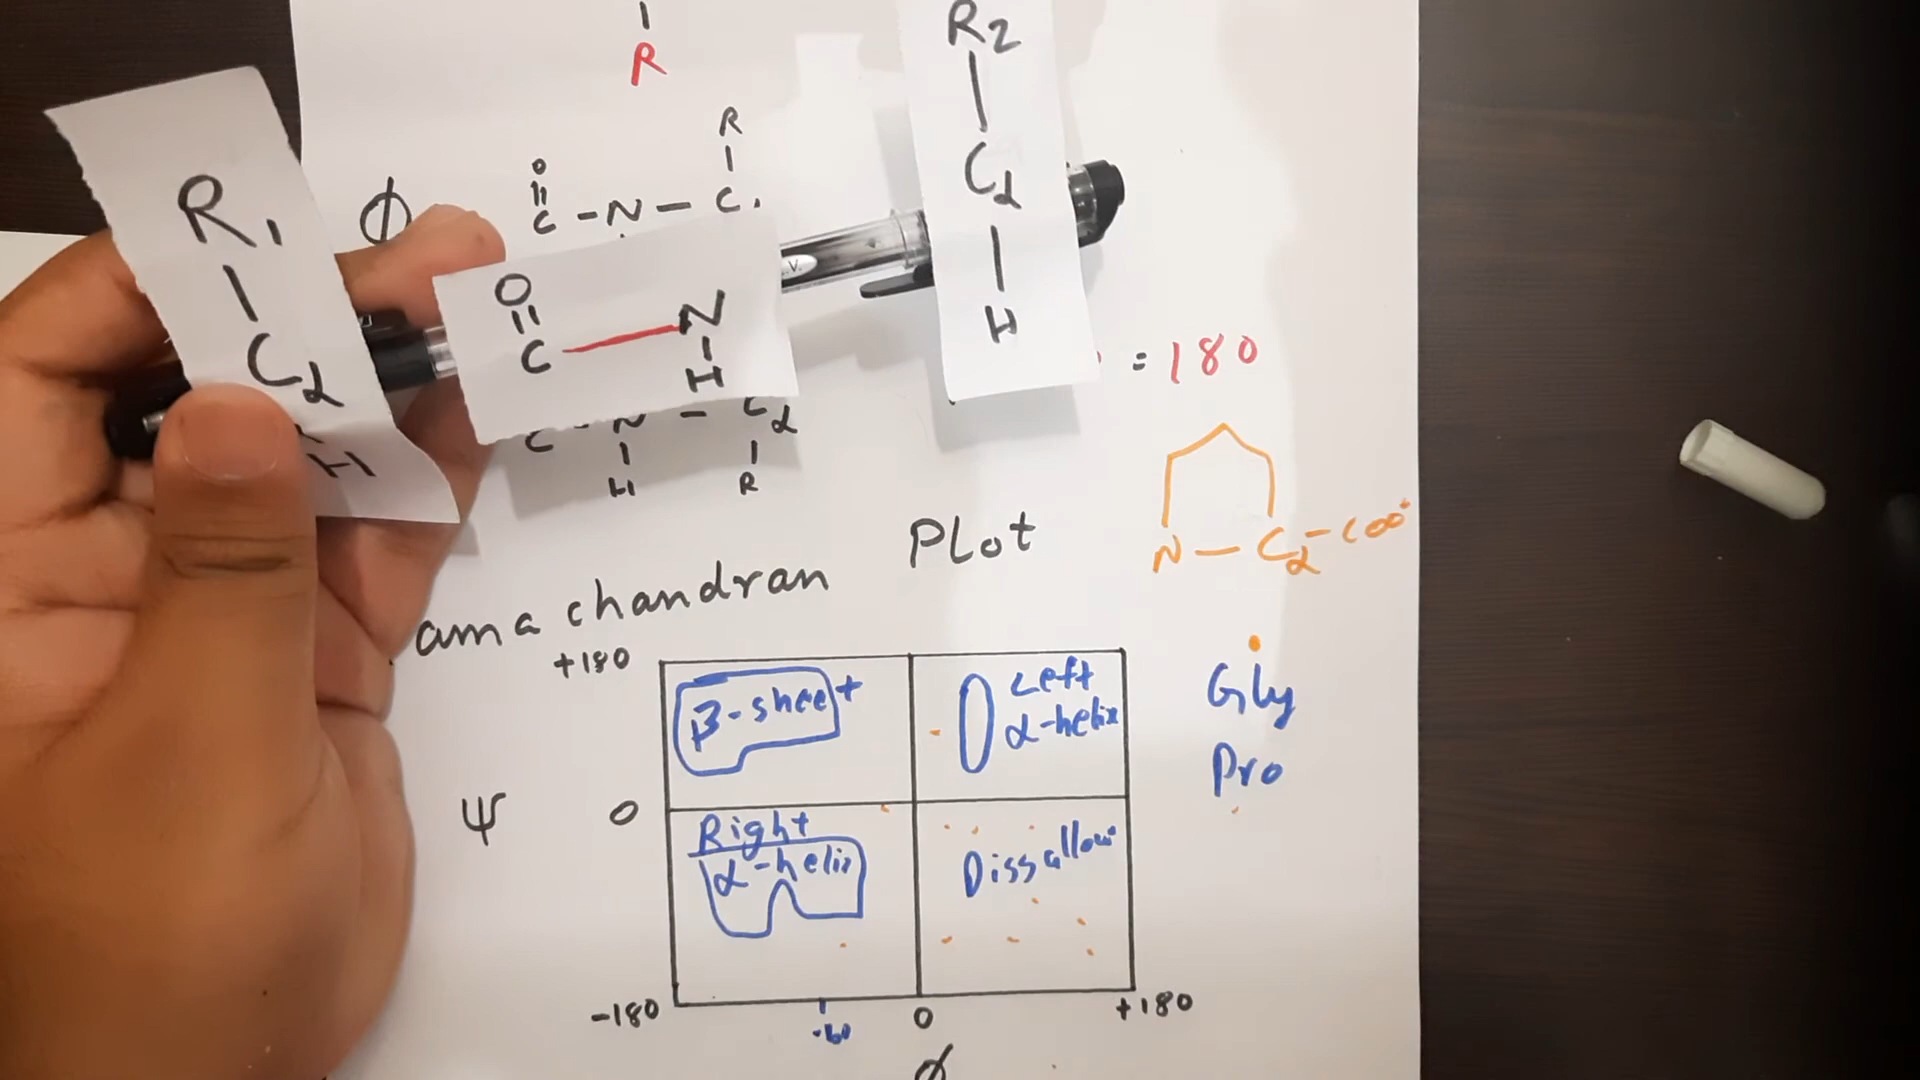 R
R2
|
Cα
|
H
R
|
C
O
||
C - N -
R1
|
Cα
H
ϕ
O
||
C — N
|
H
V.
= 180
C - N - Cα
| |
H R
N — Cα - COO
PLot
amachandran
+180
β-sheet
Left
α-helix
Gly
Pro
ψ
0
Right
α-helix
Dissallow
-180
-60
0
+180
ϕ